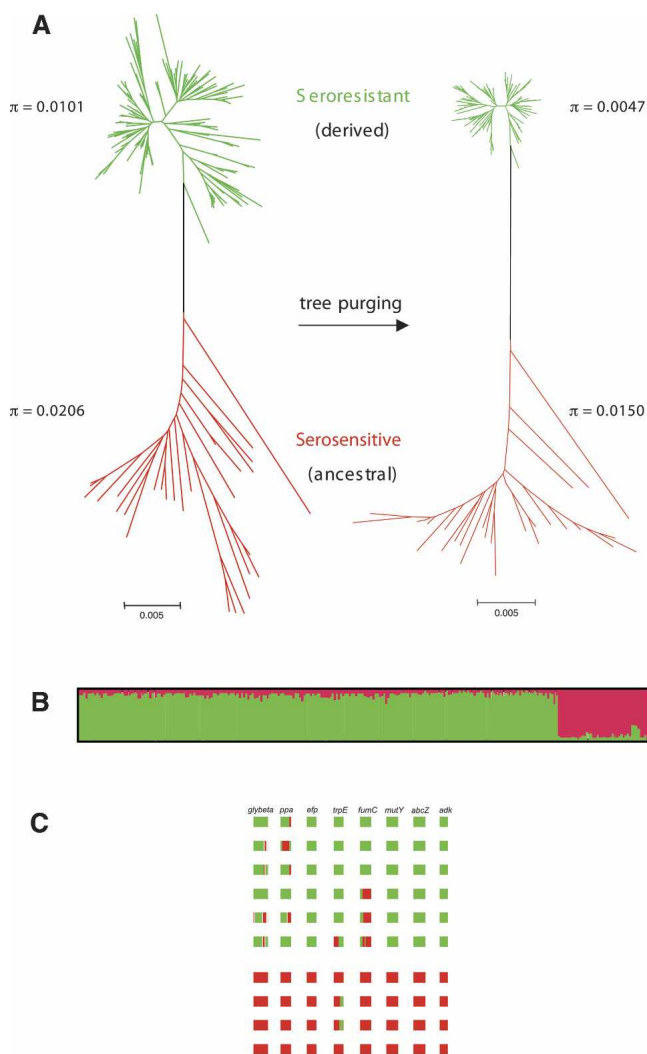 A
Seroresistant
(derived)
π = 0.0101
π = 0.0047
tree purging
π = 0.0206
π = 0.0150
Serosensitive
(ancestral)
0.005
0.005
B
C
glybeta ppa efp trpE fumC mutY abcZ adk